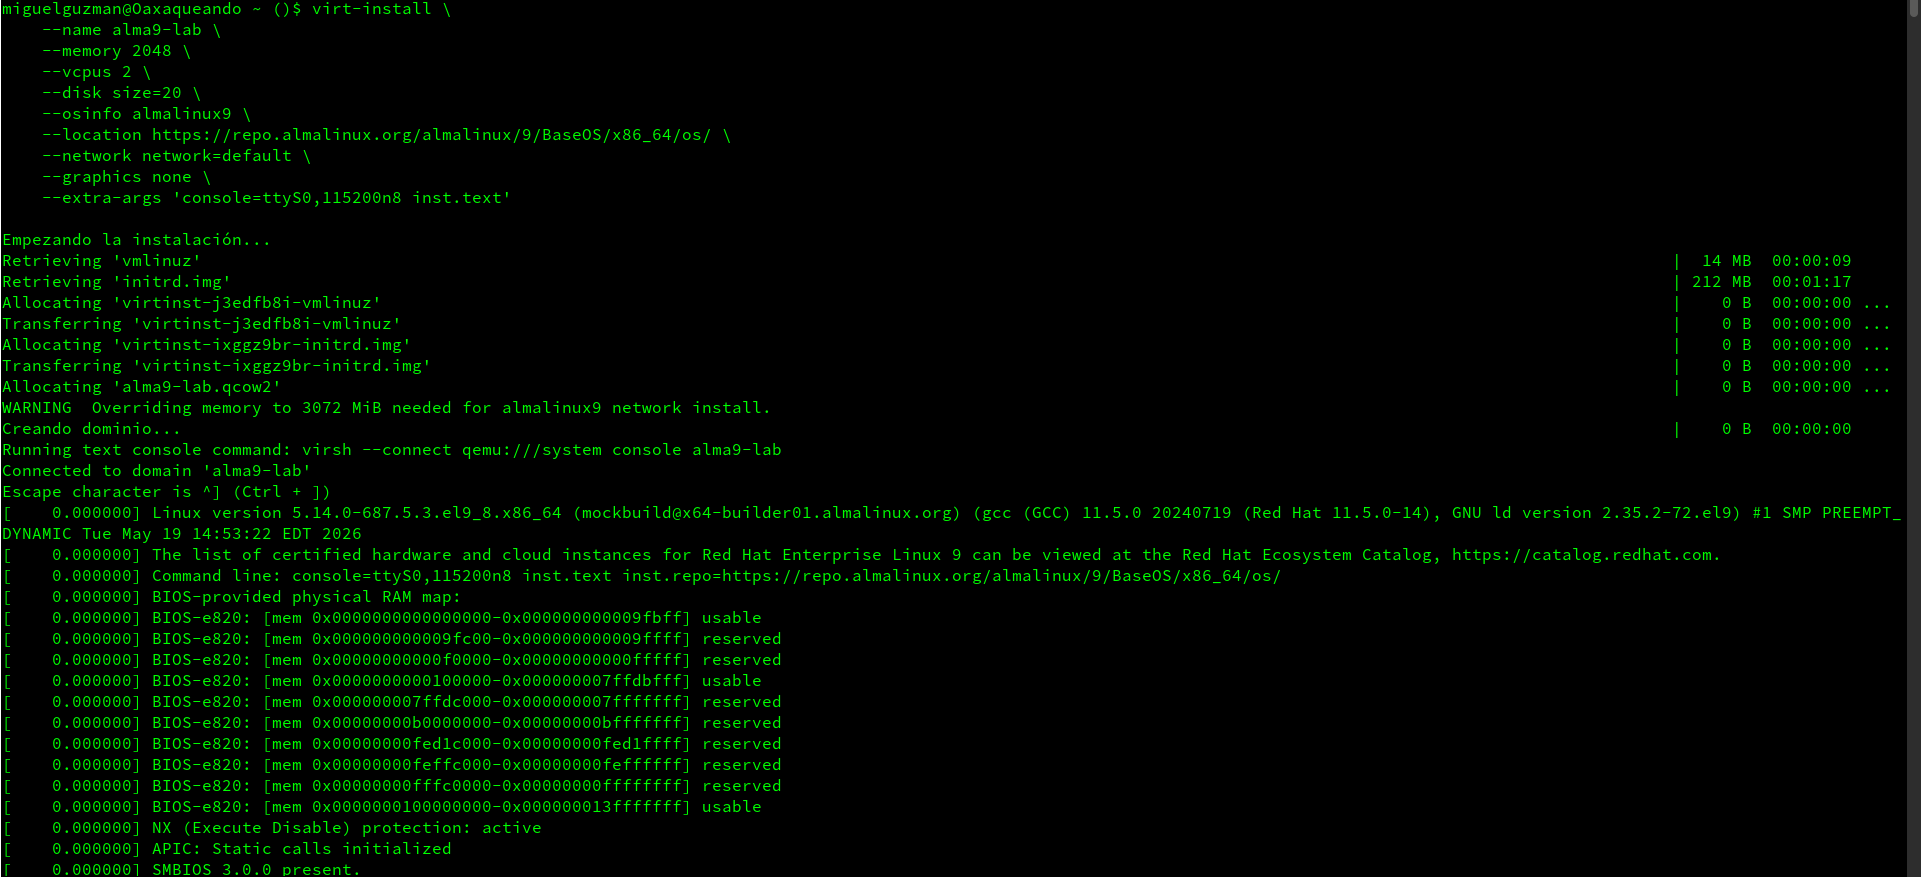 miguelguzman@Oaxaqueando ~ ()$ virt-install \
    --name alma9-lab \
    --memory 2048 \
    --vcpus 2 \
    --disk size=20 \
    --osinfo almalinux9 \
    --location https://repo.almalinux.org/almalinux/9/BaseOS/x86_64/os/ \
    --network network=default \
    --graphics none \
    --extra-args 'console=ttyS0,115200n8 inst.text'

Empezando la instalación...
Retrieving 'vmlinuz' | 14 MB 00:00:09
Retrieving 'initrd.img' | 212 MB 00:01:17
Allocating 'virtinst-j3edfb8i-vmlinuz' | 0 B 00:00:00 ...
Transferring 'virtinst-j3edfb8i-vmlinuz' | 0 B 00:00:00 ...
Allocating 'virtinst-ixggz9br-initrd.img' | 0 B 00:00:00 ...
Transferring 'virtinst-ixggz9br-initrd.img' | 0 B 00:00:00 ...
Allocating 'alma9-lab.qcow2' | 0 B 00:00:00 ...
WARNING  Overriding memory to 3072 MiB needed for almalinux9 network install.
Creando dominio... | 0 B 00:00:00
Running text console command: virsh --connect qemu:///system console alma9-lab
Connected to domain 'alma9-lab'
Escape character is ^] (Ctrl + ])
[    0.000000] Linux version 5.14.0-687.5.3.el9_8.x86_64 (mockbuild@x64-builder01.almalinux.org) (gcc (GCC) 11.5.0 20240719 (Red Hat 11.5.0-14), GNU ld version 2.35.2-72.el9) #1 SMP PREEMPT_
DYNAMIC Tue May 19 14:53:22 EDT 2026
[    0.000000] The list of certified hardware and cloud instances for Red Hat Enterprise Linux 9 can be viewed at the Red Hat Ecosystem Catalog, https://catalog.redhat.com.
[    0.000000] Command line: console=ttyS0,115200n8 inst.text inst.repo=https://repo.almalinux.org/almalinux/9/BaseOS/x86_64/os/
[    0.000000] BIOS-provided physical RAM map:
[    0.000000] BIOS-e820: [mem 0x0000000000000000-0x000000000009fbff] usable
[    0.000000] BIOS-e820: [mem 0x000000000009fc00-0x000000000009ffff] reserved
[    0.000000] BIOS-e820: [mem 0x00000000000f0000-0x00000000000fffff] reserved
[    0.000000] BIOS-e820: [mem 0x0000000000100000-0x000000007ffdbfff] usable
[    0.000000] BIOS-e820: [mem 0x000000007ffdc000-0x000000007fffffff] reserved
[    0.000000] BIOS-e820: [mem 0x00000000b0000000-0x00000000bfffffff] reserved
[    0.000000] BIOS-e820: [mem 0x00000000fed1c000-0x00000000fed1ffff] reserved
[    0.000000] BIOS-e820: [mem 0x00000000feffc000-0x00000000feffffff] reserved
[    0.000000] BIOS-e820: [mem 0x00000000fffc0000-0x00000000ffffffff] reserved
[    0.000000] BIOS-e820: [mem 0x0000000100000000-0x000000013fffffff] usable
[    0.000000] NX (Execute Disable) protection: active
[    0.000000] APIC: Static calls initialized
[    0.000000] SMBIOS 3.0.0 present.